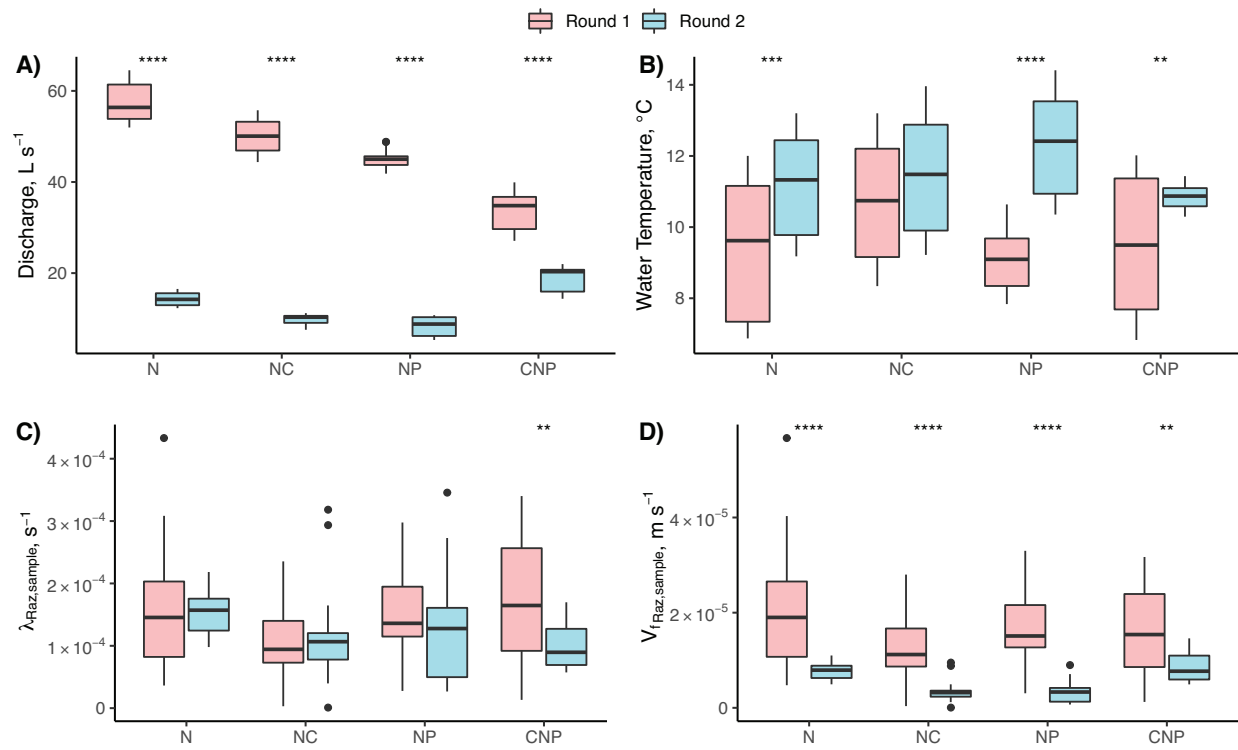 Round 1 Round 2
A)
**** **** **** ****
Discharge, L s⁻¹
60
40
20
N NC NP CNP
B)
*** **** **
Water Temperature, °C
14
12
10
8
N NC NP CNP
C)
**
λRaz,sample, s⁻¹
4 × 10⁻⁴
3 × 10⁻⁴
2 × 10⁻⁴
1 × 10⁻⁴
0
N NC NP CNP
D)
**** **** **** **
Vf Raz,sample, m s⁻¹
4 × 10⁻⁵
2 × 10⁻⁵
0
N NC NP CNP